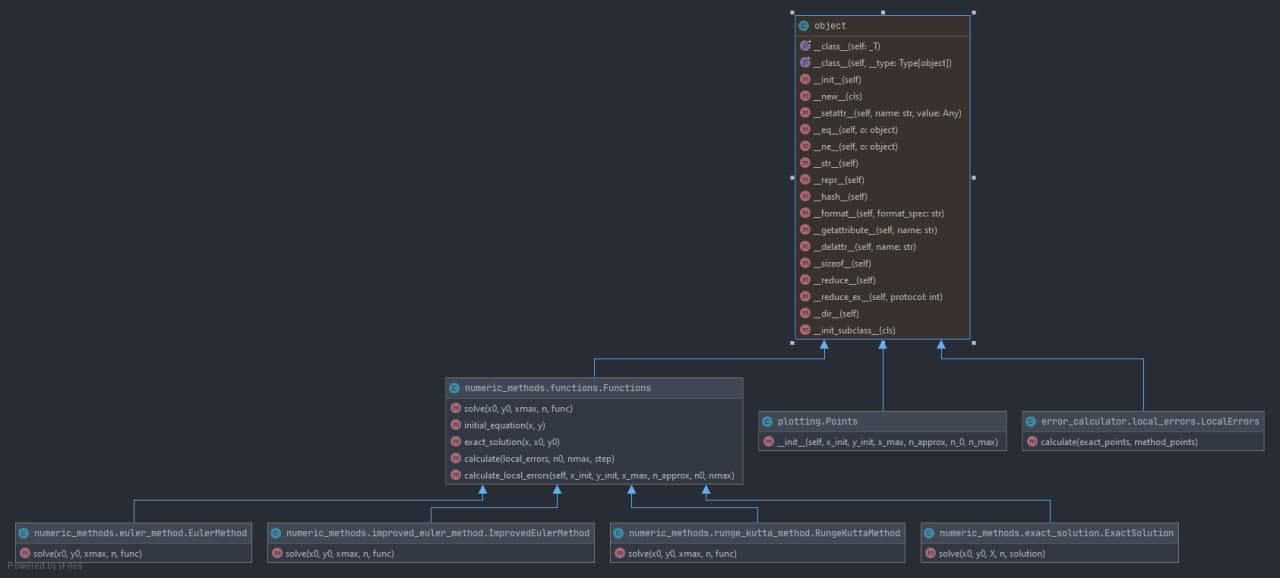 object
__class__(self: _T)
__class__(self, __type: Type[object])
__init__(self)
__new__(cls)
__setattr__(self, name: str, value: Any)
__eq__(self, o: object)
__ne__(self, o: object)
__str__(self)
__repr__(self)
__hash__(self)
__format__(self, format_spec: str)
__getattribute__(self, name: str)
__delattr__(self, name: str)
__sizeof__(self)
__reduce__(self)
__reduce_ex__(self, protocol: int)
__dir__(self)
__init_subclass__(cls)
numeric_methods.functions.Functions
solve(x0, y0, xmax, n, func)
initial_equation(x, y)
exact_solution(x, x0, y0)
calculate(local_errors, n0, nmax, step)
calculate_local_errors(self, x_init, y_init, x_max, n_approx, n0, nmax)
plotting.Points
__init__(self, x_init, y_init, x_max, n_approx, n_0, n_max)
error_calculator.local_errors.LocalErrors
calculate(exact_points, method_points)
numeric_methods.euler_method.EulerMethod
solve(x0, y0, xmax, n, func)
numeric_methods.improved_euler_method.ImprovedEulerMethod
solve(x0, y0, xmax, n, func)
numeric_methods.runge_kutta_method.RungeKuttaMethod
solve(x0, y0, xmax, n, func)
numeric_methods.exact_solution.ExactSolution
solve(x0, y0, X, n, solution)
Powered by yFiles